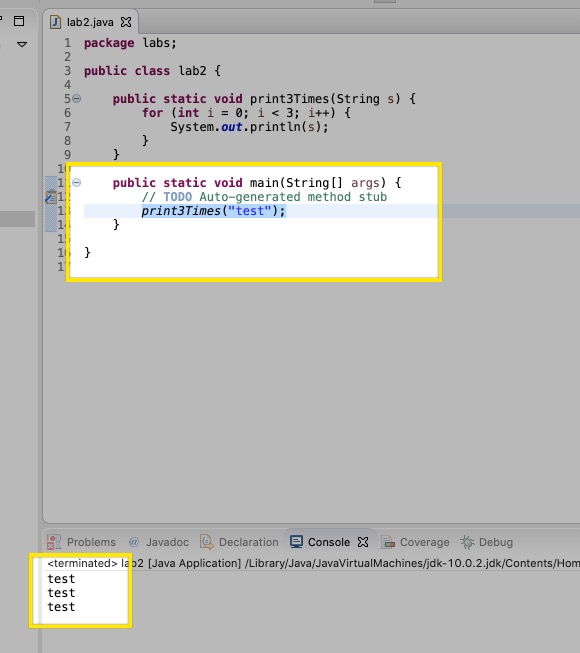 lab2.java
1 package labs;
2
3 public class lab2 {
4
5 public static void print3Times(String s) {
6 for (int i = 0; i < 3; i++) {
7 System.out.println(s);
8 }
9 }
10
11 public static void main(String[] args) {
12 // TODO Auto-generated method stub
13 print3Times("test");
14 }
15
16 }
17
Problems @ Javadoc Declaration Console Coverage Debug
<terminated> lab2 [Java Application] /Library/Java/JavaVirtualMachines/jdk-10.0.2.jdk/Contents/Hom
test
test
test